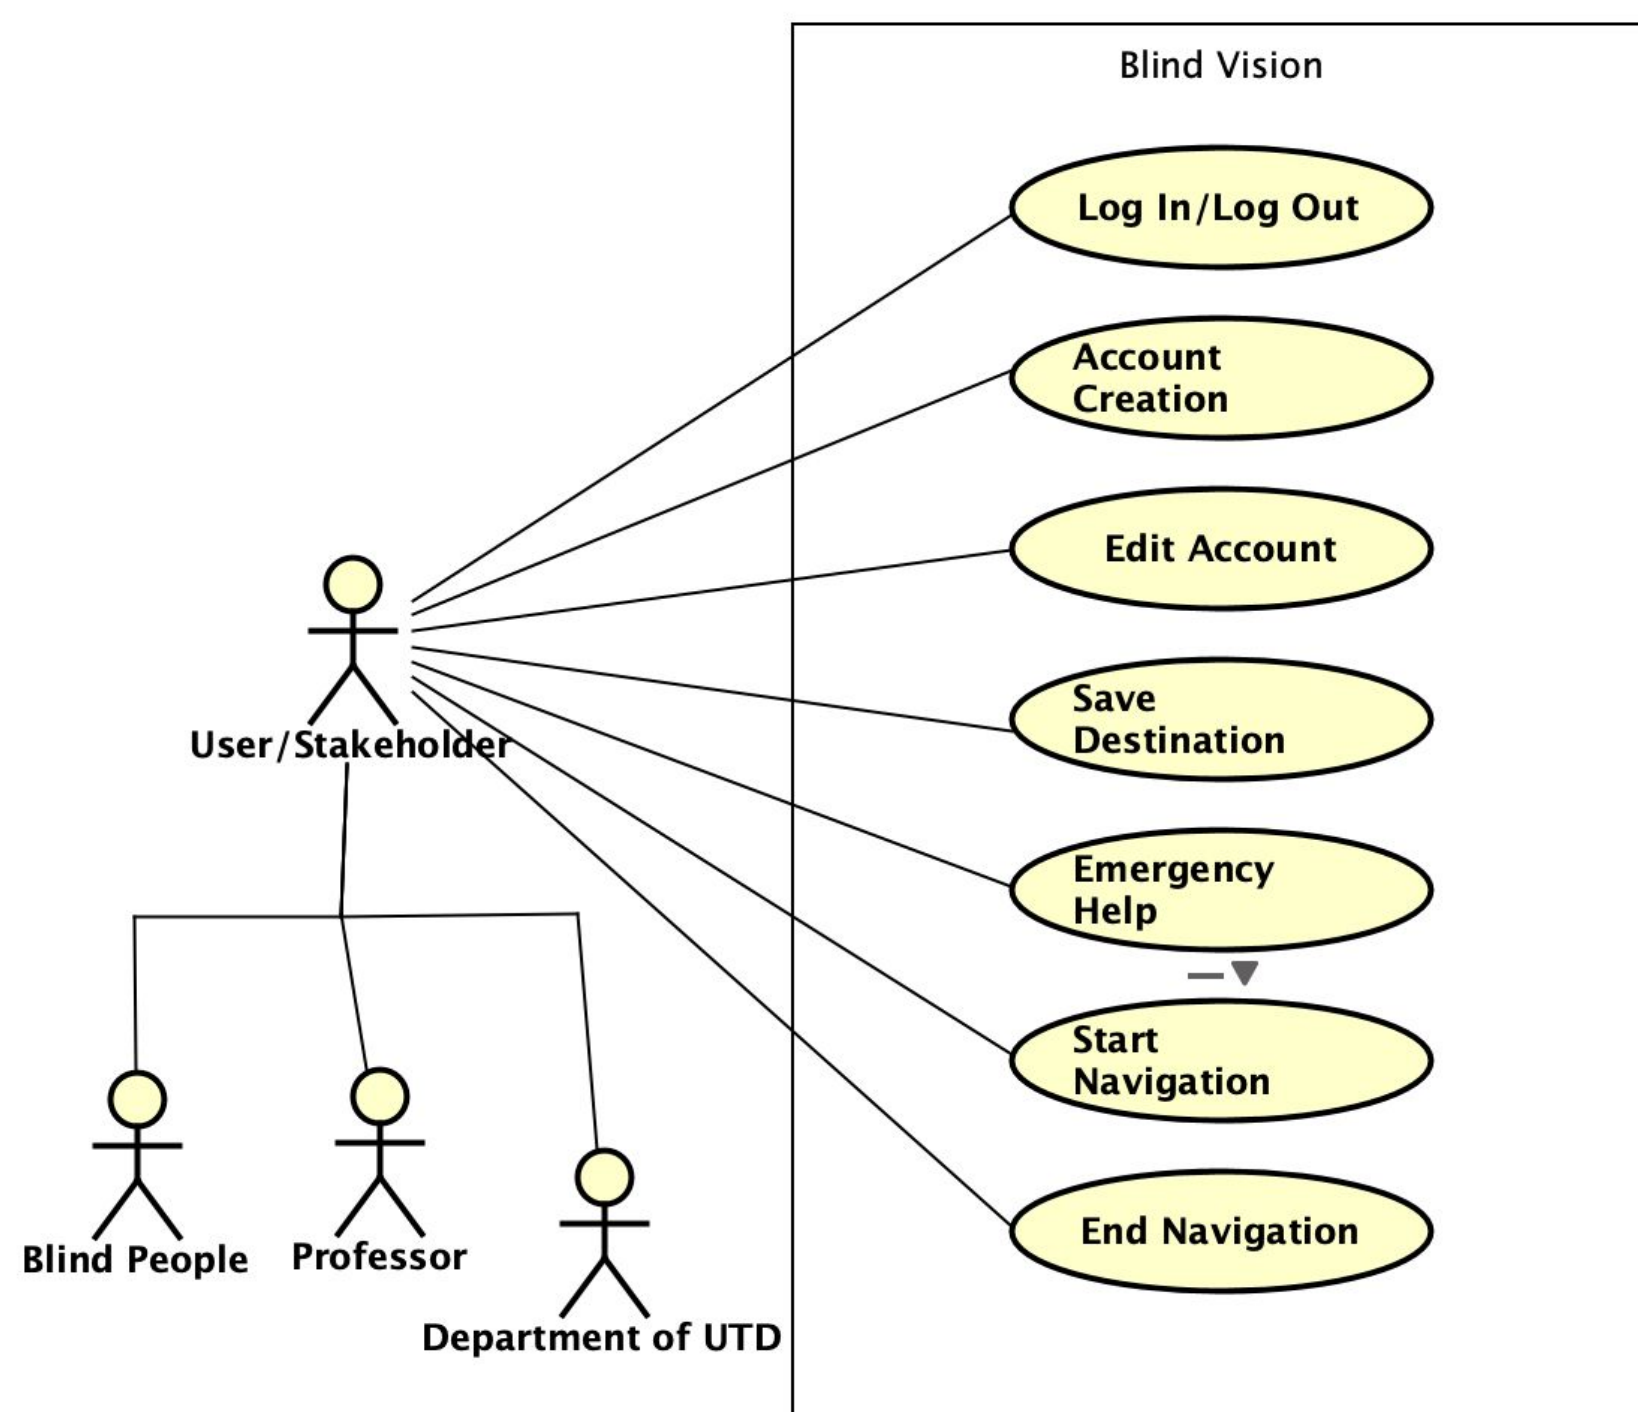 Blind Vision
Log In/Log Out
Account
Creation
Edit Account
Save
Destination
Emergency
Help
Start
Navigation
End Navigation
User/Stakeholder
Blind People
Professor
Department of UTD